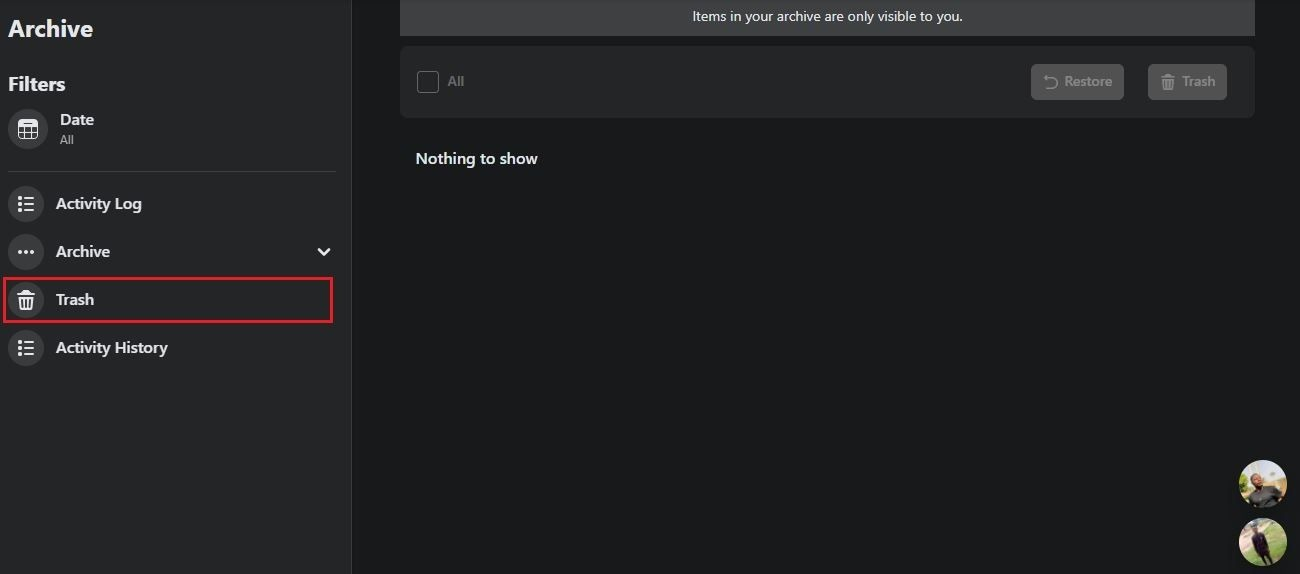 Archive
Filters
Date
All
Activity Log
Archive
Trash
Activity History
Items in your archive are only visible to you.
All
Restore
Trash
Nothing to show